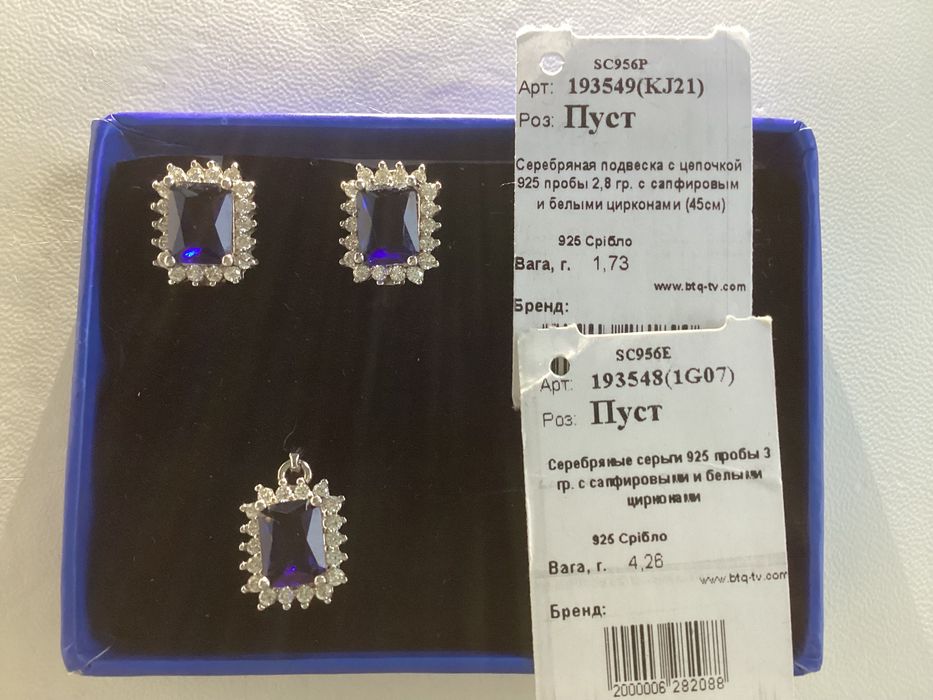 SC956P
Арт: 193549(KJ21)
Роз: Пуст
Серебряная подвеска с цепочкой
925 пробы 2,8 гр. с сапфировым
и белыми цирконами (45см)
925 Срібло
Вага, г. 1,73
www.btq-tv.com
Бренд:
SC956E
Арт: 193548(1G07)
Роз: Пуст
Серебряные серьги 925 пробы 3
гр. с сапфировыми и белыми
цирконами
925 Срібло
Вага, г. 4,26
www.btq-tv.com
Бренд:
2000006 282088